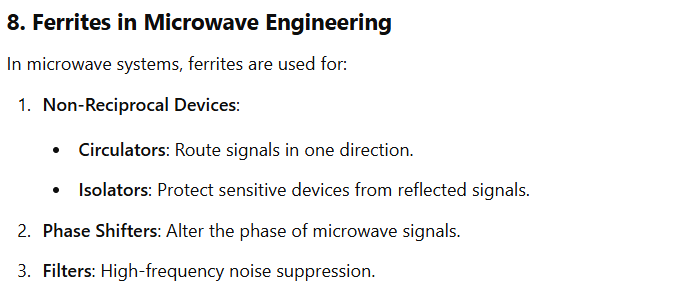 8. Ferrites in Microwave Engineering
In microwave systems, ferrites are used for:
1. Non-Reciprocal Devices:
• Circulators: Route signals in one direction.
• Isolators: Protect sensitive devices from reflected signals.
2. Phase Shifters: Alter the phase of microwave signals.
3. Filters: High-frequency noise suppression.